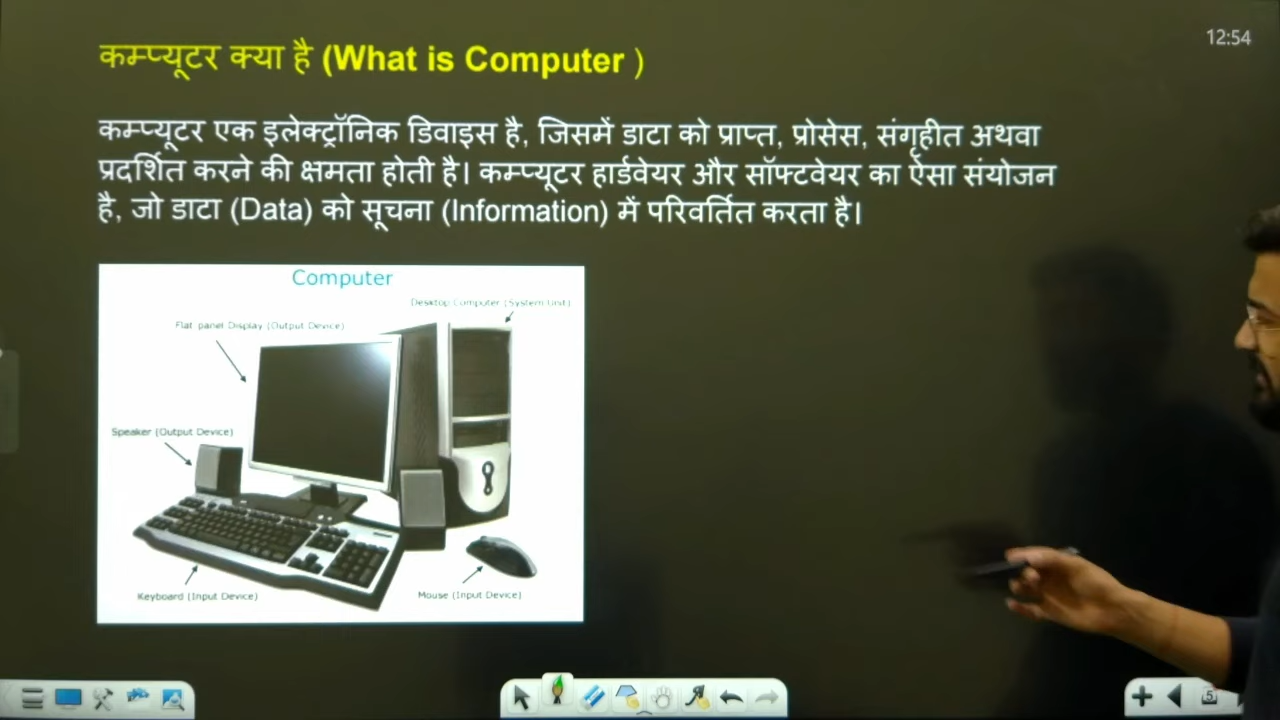 कम्प्यूटर क्या है (What is Computer )
12:54
कम्प्यूटर एक इलेक्ट्रॉनिक डिवाइस है, जिसमें डाटा को प्राप्त, प्रोसेस, संगृहीत अथवा
प्रदर्शित करने की क्षमता होती है। कम्प्यूटर हार्डवेयर और सॉफ्टवेयर का ऐसा संयोजन
है, जो डाटा (Data) को सूचना (Information) में परिवर्तित करता है।
Computer
Desktop Computer (System Unit)
Flat panel Display (Output Device)
Speaker (Output Device)
Keyboard (Input Device)
Mouse (Input Device)
5